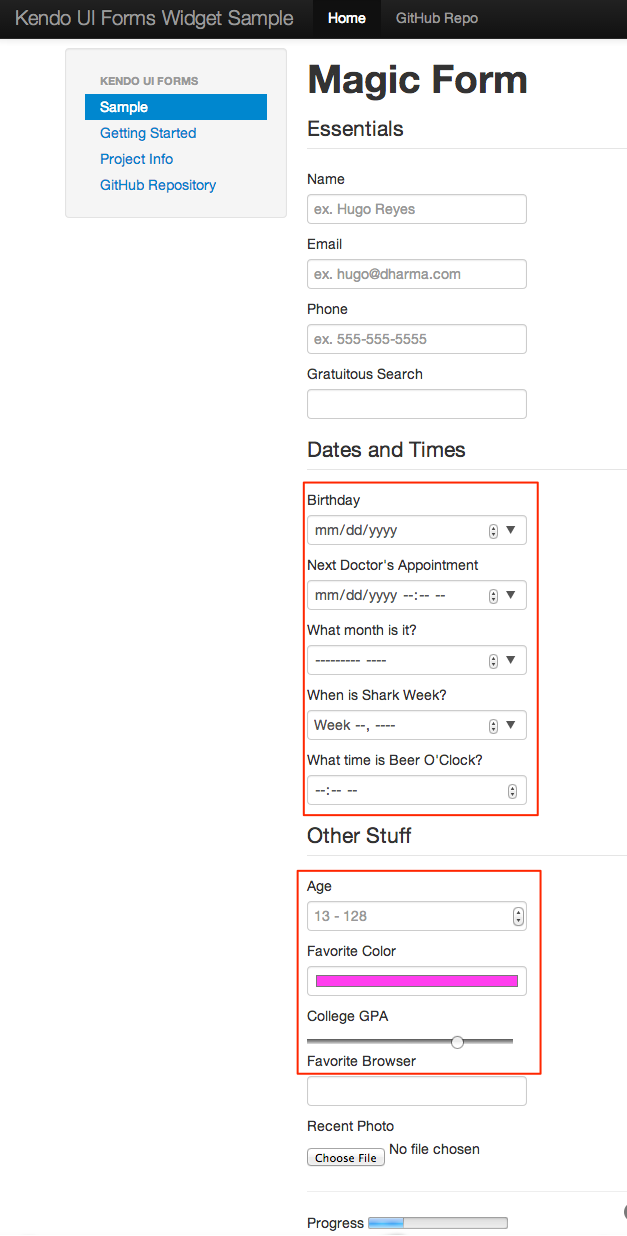 Kendo UI Forms Widget Sample Home GitHub Repo
KENDO UI FORMS
Sample
Getting Started
Project Info
GitHub Repository
Magic Form
Essentials
Name
ex. Hugo Reyes
Email
ex. hugo@dharma.com
Phone
ex. 555-555-5555
Gratuitous Search
Dates and Times
Birthday
mm/dd/yyyy
Next Doctor's Appointment
mm/dd/yyyy --:-- --
What month is it?
--------- ----
When is Shark Week?
Week --, ----
What time is Beer O'Clock?
--:-- --
Other Stuff
Age
13 - 128
Favorite Color
College GPA
Favorite Browser
Recent Photo
Choose File No file chosen
Progress